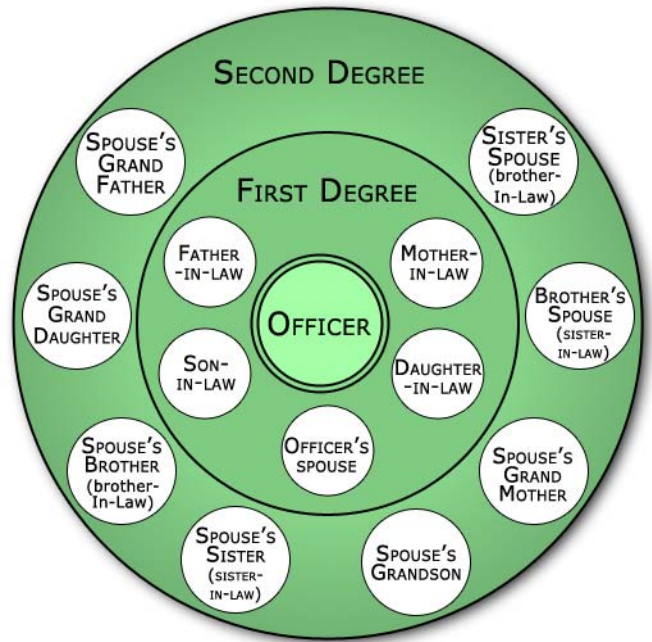 SECOND DEGREE
SPOUSE'S
GRAND
FATHER
SISTER'S
SPOUSE
(brother-
In-Law)
FIRST DEGREE
FATHER
-IN-LAW
MOTHER-
IN-LAW
OFFICER
SPOUSE'S
GRAND
DAUGHTER
BROTHER'S
SPOUSE
(SISTER-
IN-LAW)
SON-
IN-LAW
DAUGHTER
-IN-LAW
OFFICER'S
SPOUSE
SPOUSE'S
BROTHER
(brother-
In-Law)
SPOUSE'S
GRAND
MOTHER
SPOUSE'S
SISTER
(SISTER-
IN-LAW)
SPOUSE'S
GRANDSON